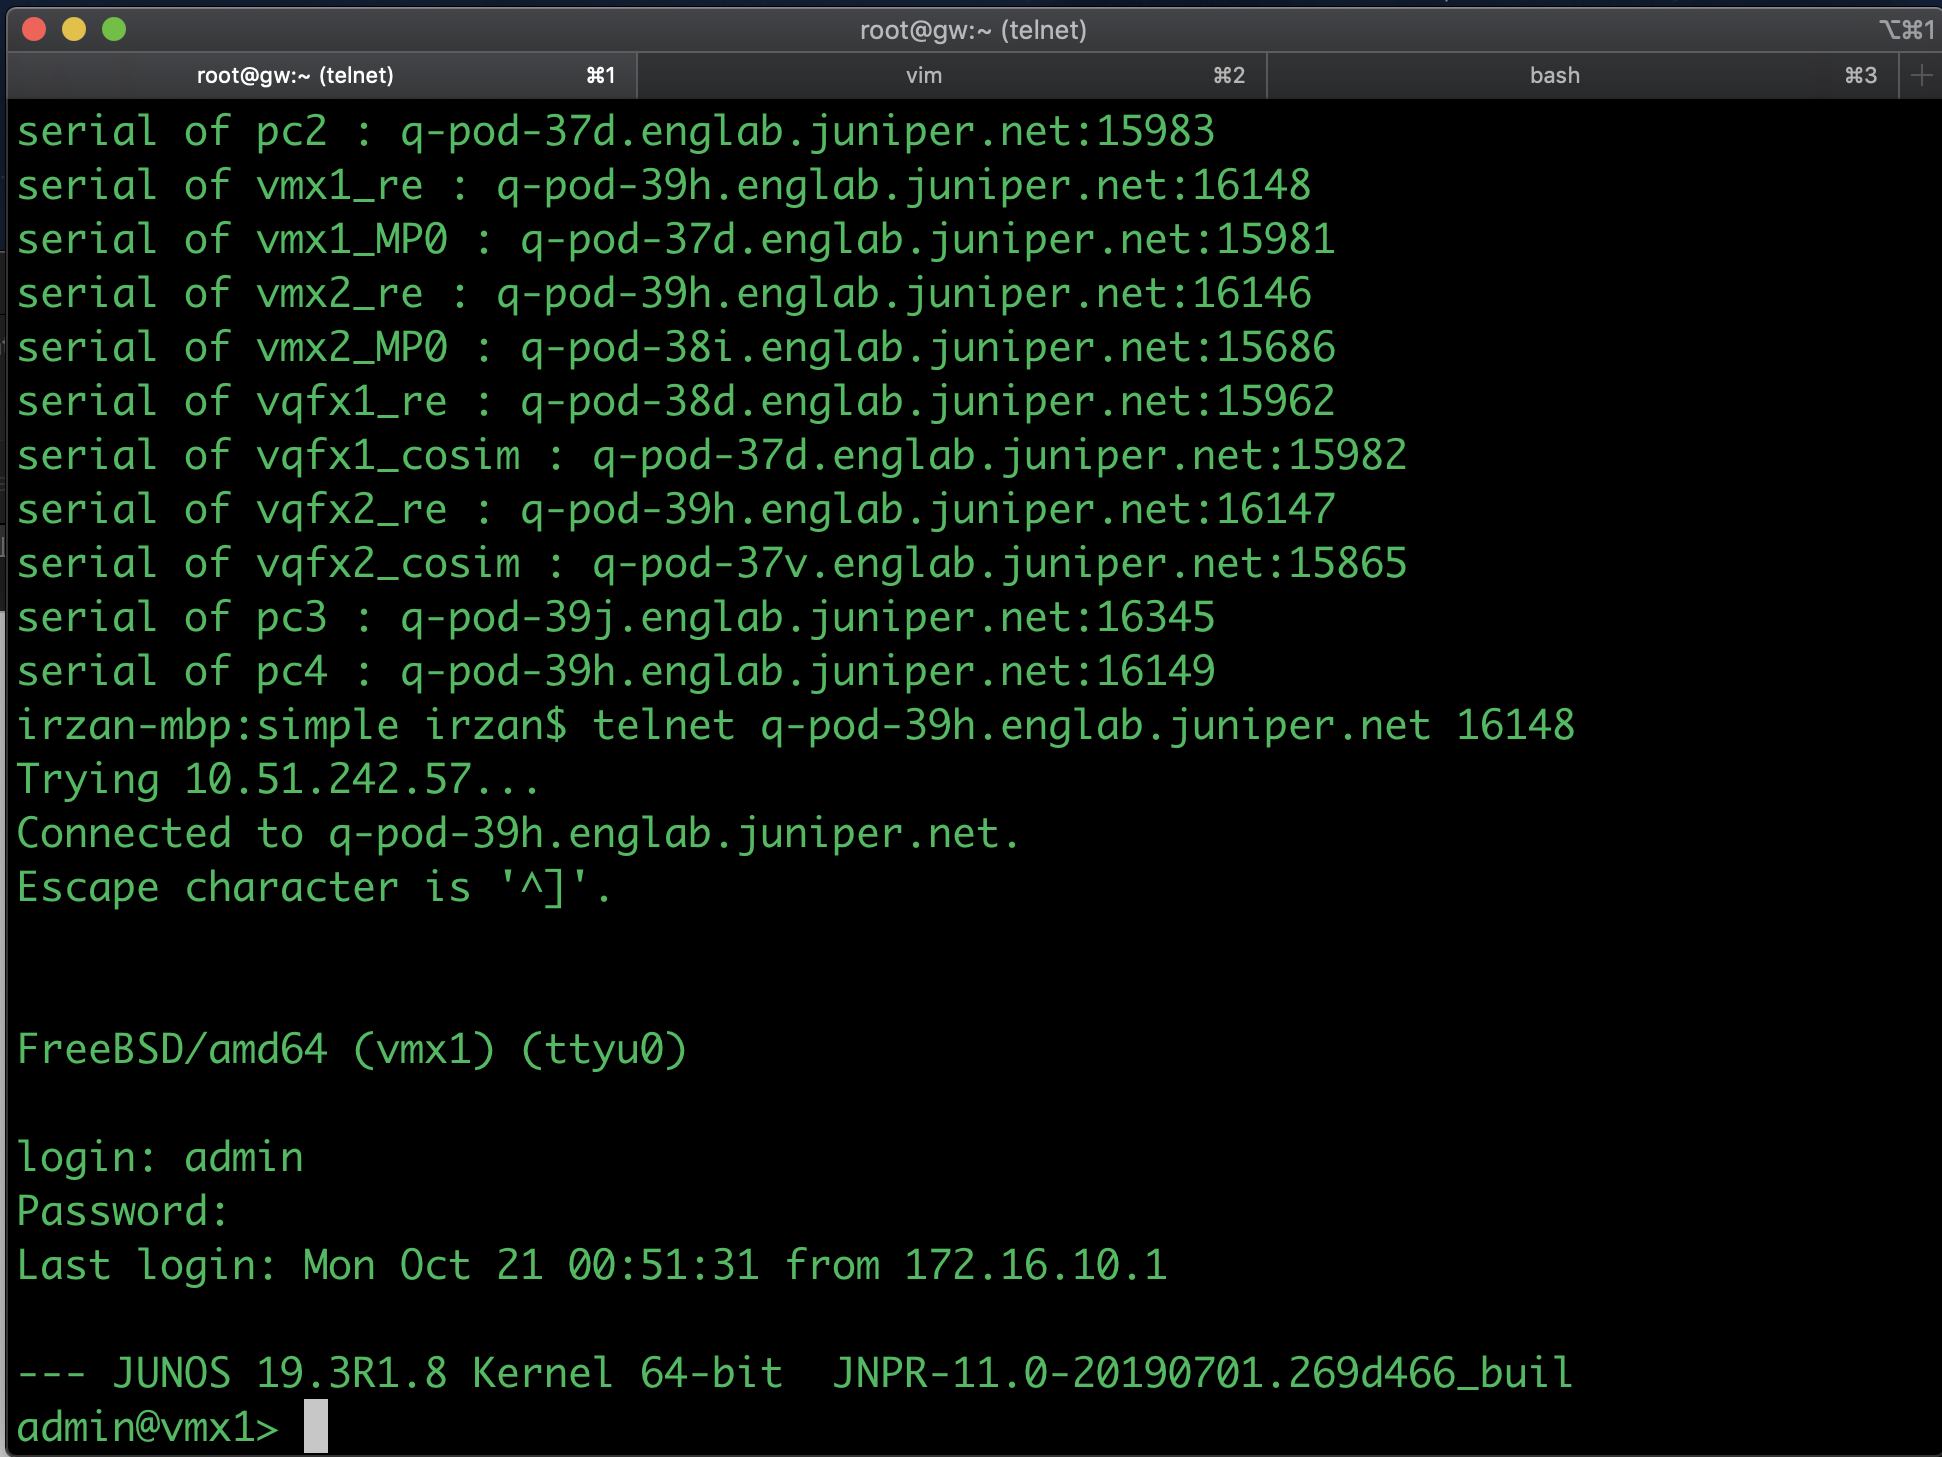 root@gw:~ (telnet) ⌥⌘1
root@gw:~ (telnet) ⌘1 vim ⌘2 bash ⌘3 +
serial of pc2 : q-pod-37d.englab.juniper.net:15983
serial of vmx1_re : q-pod-39h.englab.juniper.net:16148
serial of vmx1_MP0 : q-pod-37d.englab.juniper.net:15981
serial of vmx2_re : q-pod-39h.englab.juniper.net:16146
serial of vmx2_MP0 : q-pod-38i.englab.juniper.net:15686
serial of vqfx1_re : q-pod-38d.englab.juniper.net:15962
serial of vqfx1_cosim : q-pod-37d.englab.juniper.net:15982
serial of vqfx2_re : q-pod-39h.englab.juniper.net:16147
serial of vqfx2_cosim : q-pod-37v.englab.juniper.net:15865
serial of pc3 : q-pod-39j.englab.juniper.net:16345
serial of pc4 : q-pod-39h.englab.juniper.net:16149
irzan-mbp:simple irzan$ telnet q-pod-39h.englab.juniper.net 16148
Trying 10.51.242.57...
Connected to q-pod-39h.englab.juniper.net.
Escape character is '^]'.
FreeBSD/amd64 (vmx1) (ttyu0)
login: admin
Password:
Last login: Mon Oct 21 00:51:31 from 172.16.10.1
--- JUNOS 19.3R1.8 Kernel 64-bit  JNPR-11.0-20190701.269d466_buil
admin@vmx1>